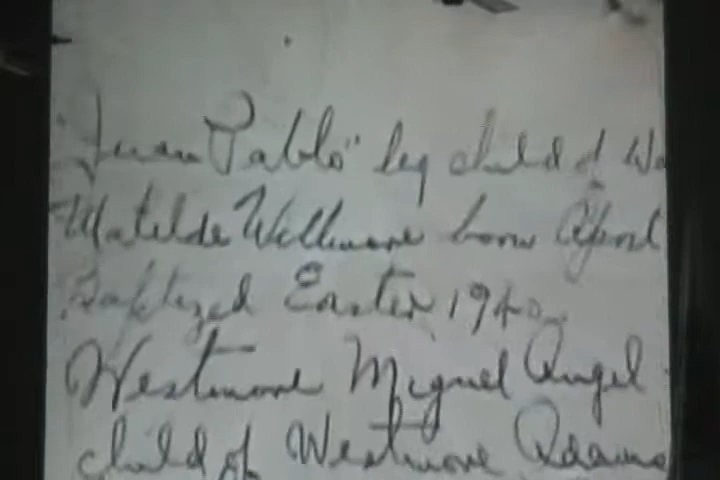 "Juan Pablo" leg child of
Matilde Wellmore born April
Baptized Easter 1940
Westmore Miguel Angel
child of Westmore Adams